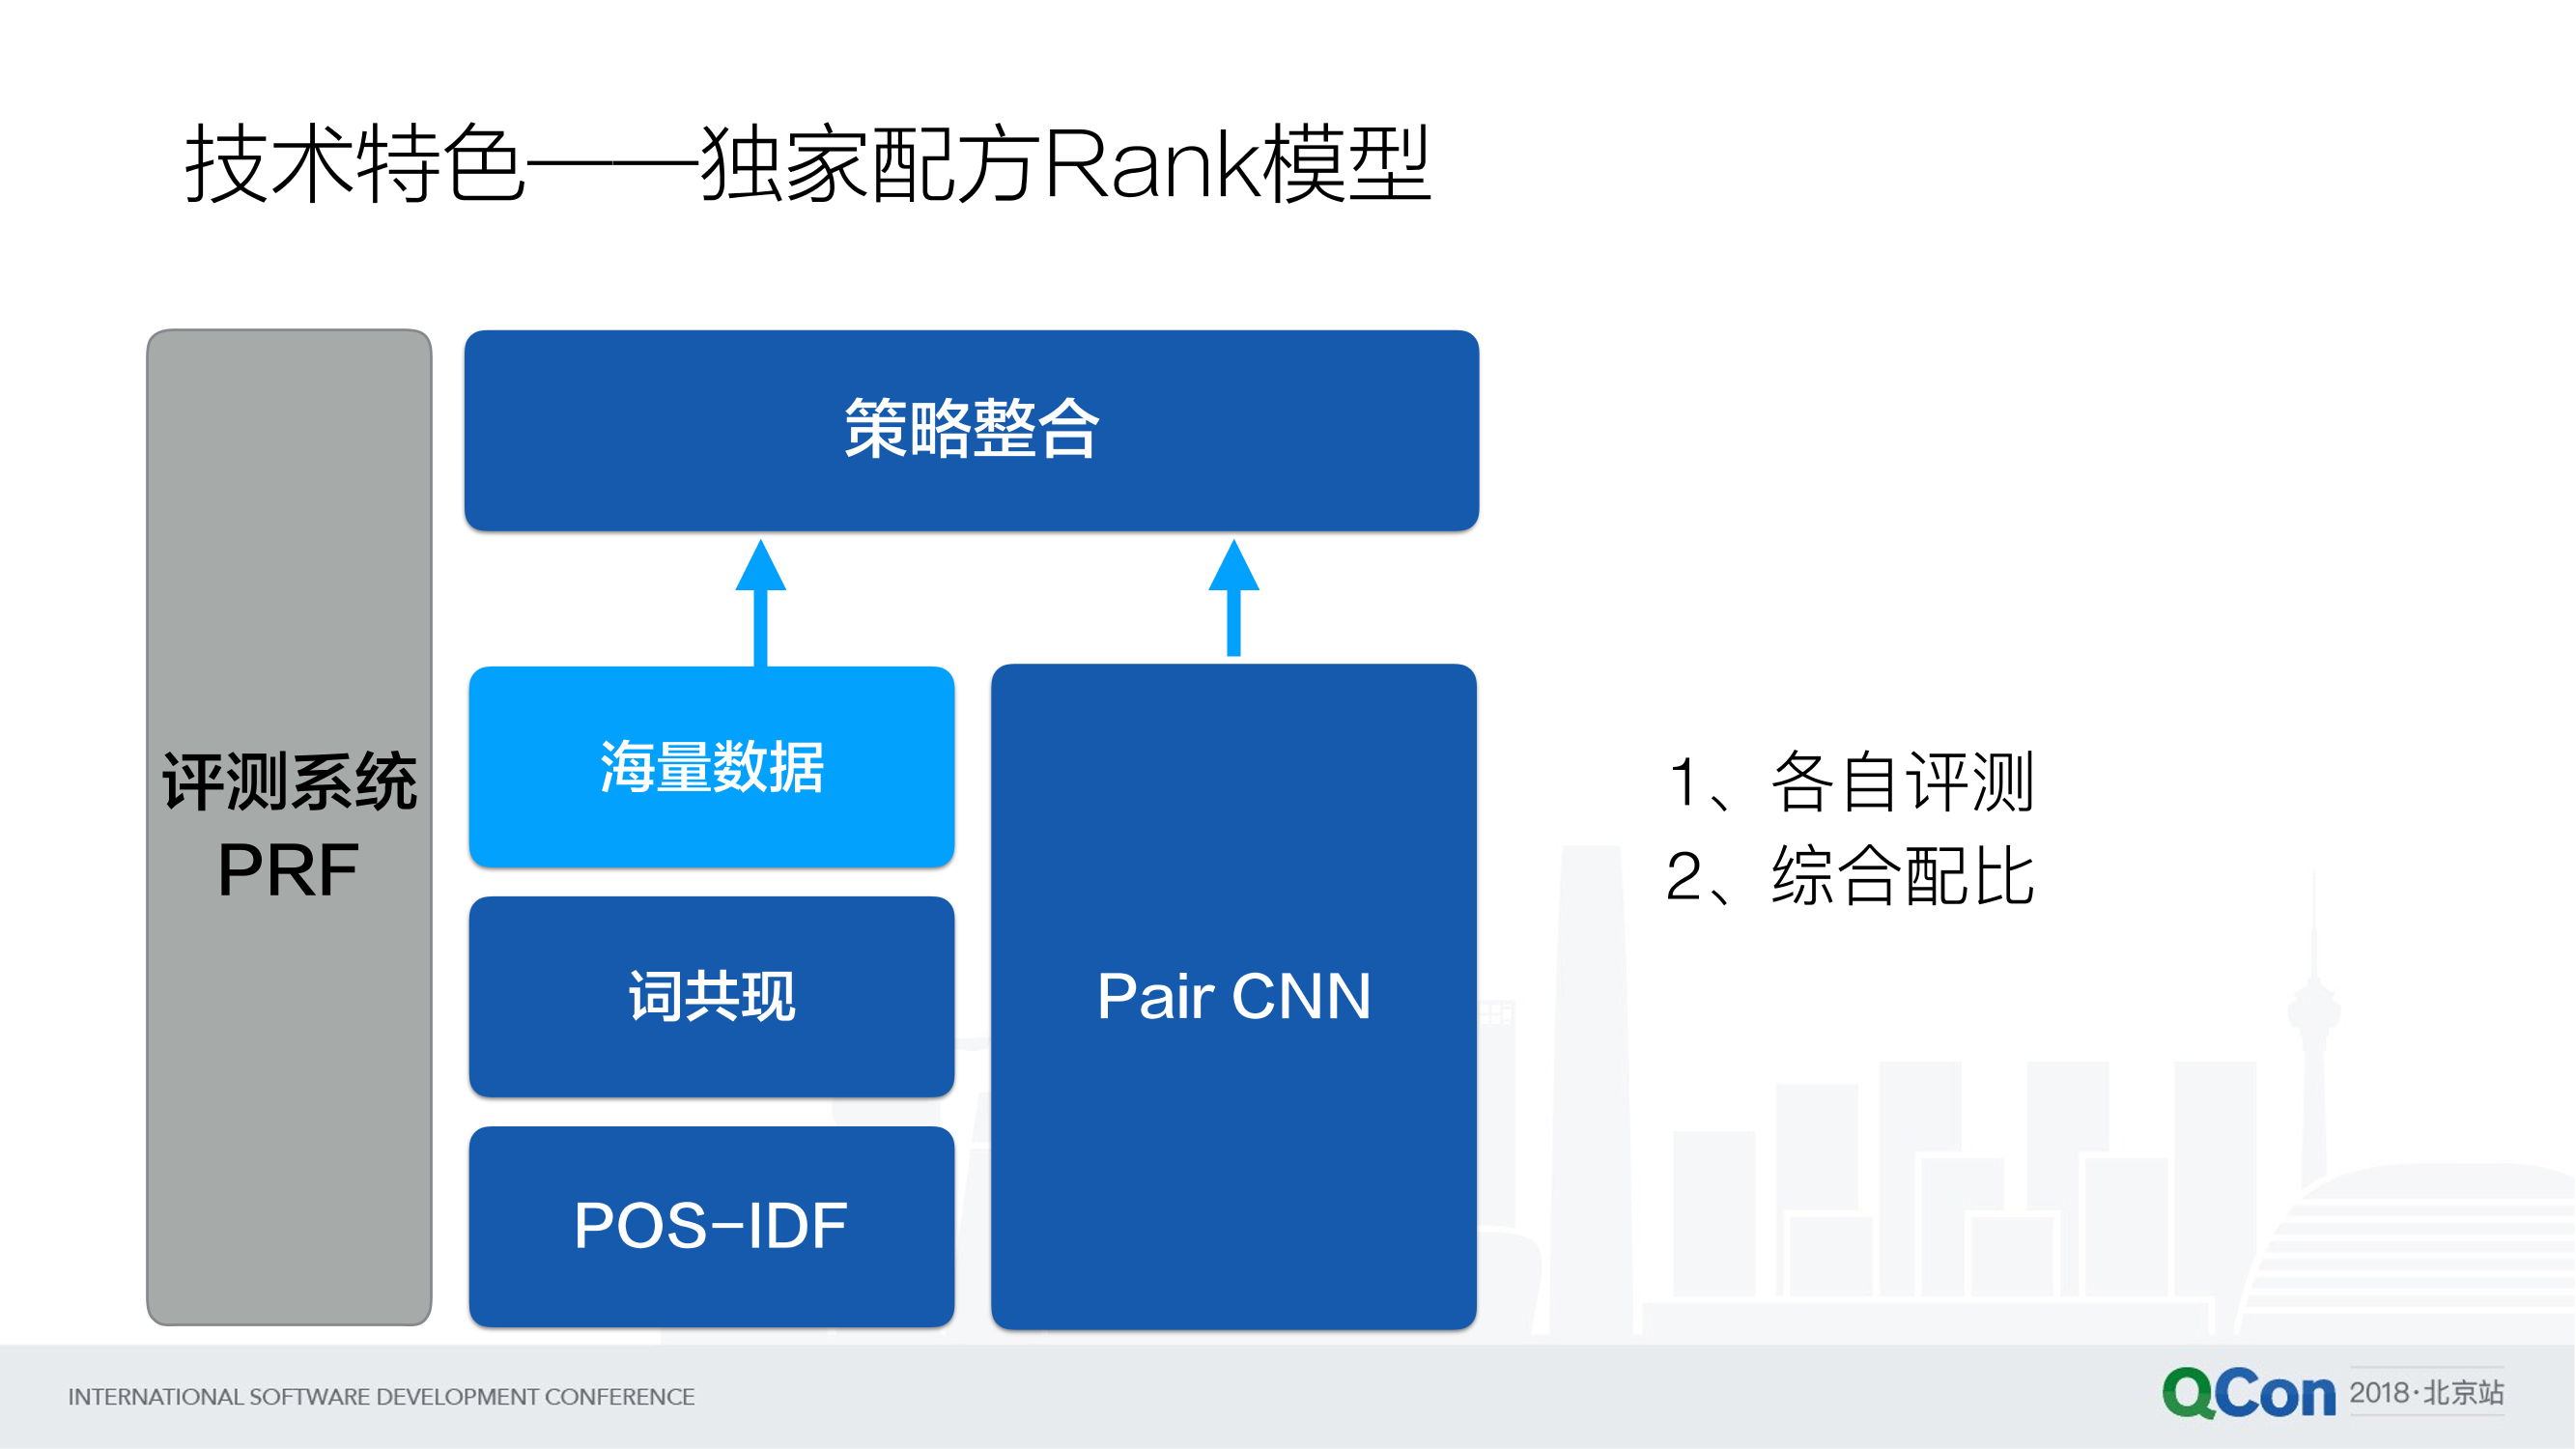 技术特色——独家配方Rank模型
策略整合
评测系统
PRF
海量数据
词共现
POS-IDF
Pair CNN
1、各自评测
2、综合配比
INTERNATIONAL SOFTWARE DEVELOPMENT CONFERENCE
QCon 2018·北京站